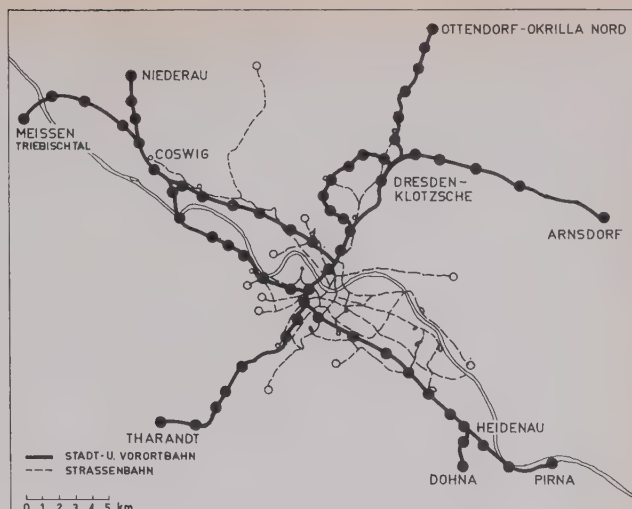 OTTENDORF-OKRILLA NORD
NIEDERAU
MEISSEN
TRIEBISCHTAL
COSWIG
DRESDEN-
KLOTZSCHE
ARNSDORF
THARANDT
HEIDENAU
DOHNA
PIRNA
STADT-U. VORORTBAHN
STRASSENBAHN
0 1 2 3 4 5 km